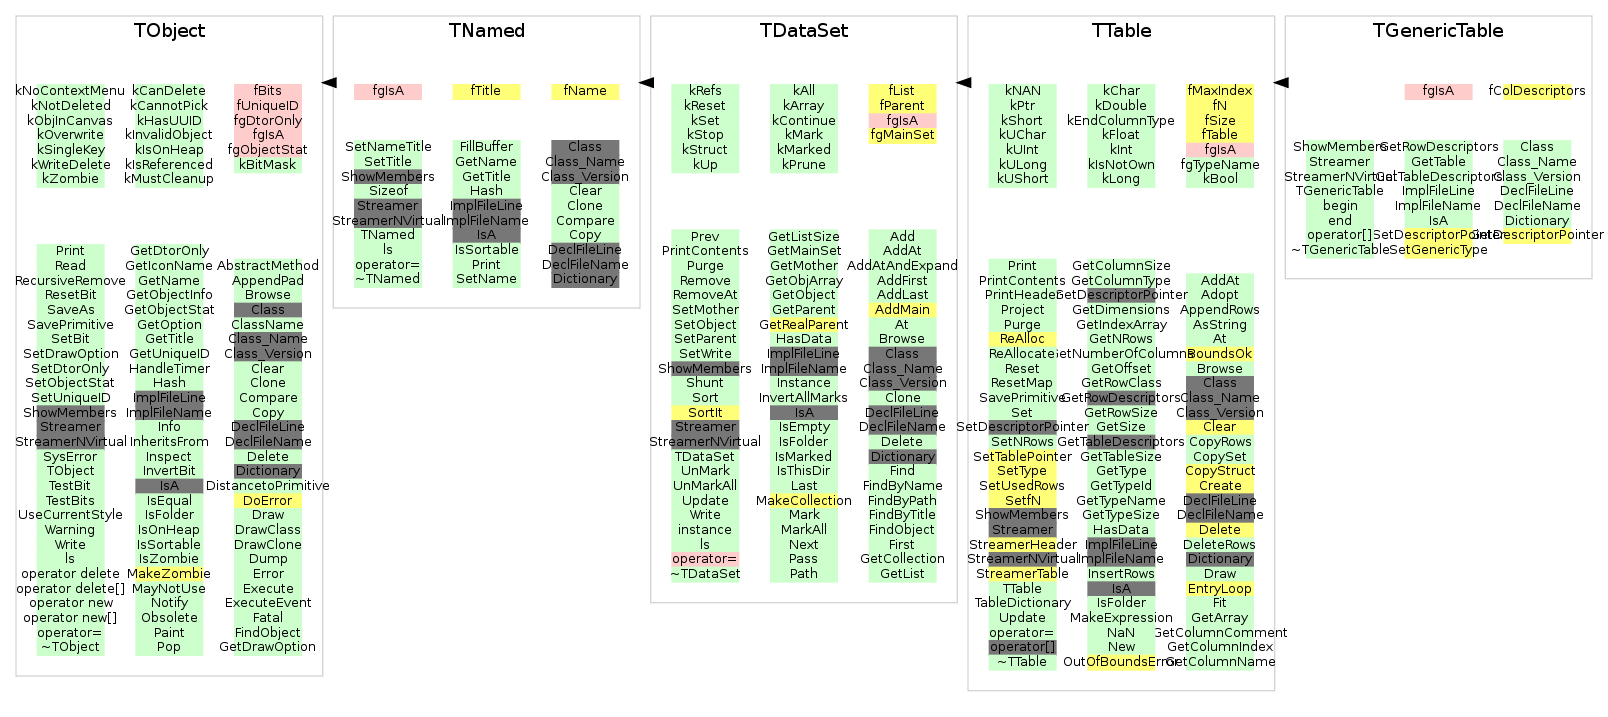 TObject
kNoContextMenu
kNotDeleted
kObjInCanvas
kOverwrite
kSingleKey
kWriteDelete
kZombie
kCanDelete
kCannotPick
kHasUUID
kInvalidObject
kIsOnHeap
kIsReferenced
kMustCleanup
fBits
fUniqueID
fgDtorOnly
fgIsA
fgObjectStat
kBitMask
Print
Read
RecursiveRemove
ResetBit
SaveAs
SavePrimitive
SetBit
SetDrawOption
SetDtorOnly
SetObjectStat
SetUniqueID
ShowMembers
Streamer
StreamerNVirtual
SysError
TObject
TestBit
TestBits
UseCurrentStyle
Warning
Write
ls
operator delete
operator delete[]
operator new
operator new[]
operator=
~TObject
GetDtorOnly
GetIconName
GetName
GetObjectInfo
GetObjectStat
GetOption
GetTitle
GetUniqueID
HandleTimer
Hash
ImplFileLine
ImplFileName
Info
InheritsFrom
Inspect
InvertBit
IsA
IsEqual
IsFolder
IsOnHeap
IsSortable
IsZombie
MakeZombie
MayNotUse
Notify
Obsolete
Paint
Pop
AbstractMethod
AppendPad
Browse
Class
ClassName
Class_Name
Class_Version
Clear
Clone
Compare
Copy
DeclFileLine
DeclFileName
Delete
Dictionary
DistancetoPrimitive
DoError
Draw
DrawClass
DrawClone
Dump
Error
Execute
ExecuteEvent
Fatal
FindObject
GetDrawOption
TNamed
fgIsA
fTitle
fName
SetNameTitle
SetTitle
ShowMembers
Sizeof
Streamer
StreamerNVirtual
TNamed
ls
operator=
~TNamed
FillBuffer
GetName
GetTitle
Hash
ImplFileLine
ImplFileName
IsA
IsSortable
Print
SetName
Class
Class_Name
Class_Version
Clear
Clone
Compare
Copy
DeclFileLine
DeclFileName
Dictionary
TDataSet
kRefs
kReset
kSet
kStop
kStruct
kUp
kAll
kArray
kContinue
kMark
kMarked
kPrune
fList
fParent
fgIsA
fgMainSet
Prev
PrintContents
Purge
Remove
RemoveAt
SetMother
SetObject
SetParent
SetWrite
ShowMembers
Shunt
Sort
SortIt
Streamer
StreamerNVirtual
TDataSet
UnMark
UnMarkAll
Update
Write
instance
ls
operator=
~TDataSet
GetListSize
GetMainSet
GetMother
GetObjArray
GetObject
GetParent
GetRealParent
HasData
ImplFileLine
ImplFileName
Instance
InvertAllMarks
IsA
IsEmpty
IsFolder
IsMarked
IsThisDir
Last
MakeCollection
Mark
MarkAll
Next
Pass
Path
Add
AddAt
AddAtAndExpand
AddFirst
AddLast
AddMain
At
Browse
Class
Class_Name
Class_Version
Clone
DeclFileLine
DeclFileName
Delete
Dictionary
Find
FindByName
FindByPath
FindByTitle
FindObject
First
GetCollection
GetList
TTable
kNAN
kPtr
kShort
kUChar
kUInt
kULong
kUShort
kChar
kDouble
kEndColumnType
kFloat
kInt
kIsNotOwn
kLong
fMaxIndex
fN
fSize
fTable
fgIsA
fgTypeName
kBool
Print
PrintContents
PrintHeader
Project
Purge
ReAlloc
ReAllocate
Reset
ResetMap
SavePrimitive
Set
SetDescriptorPointer
SetNRows
SetTablePointer
SetType
SetUsedRows
SetfN
ShowMembers
Streamer
StreamerHeader
StreamerNVirtual
StreamerTable
TTable
TableDictionary
Update
operator=
operator[]
~TTable
GetColumnSize
GetColumnType
GetDescriptorPointer
GetDimensions
GetIndexArray
GetNRows
GetNumberOfColumns
GetOffset
GetRowClass
GetRowDescriptors
GetRowSize
GetSize
GetTableDescriptors
GetTableSize
GetType
GetTypeId
GetTypeName
GetTypeSize
HasData
ImplFileLine
ImplFileName
InsertRows
IsA
IsFolder
MakeExpression
NaN
New
OutOfBoundsError
AddAt
Adopt
AppendRows
AsString
At
BoundsOk
Browse
Class
Class_Name
Class_Version
Clear
CopyRows
CopySet
CopyStruct
Create
DeclFileLine
DeclFileName
Delete
DeleteRows
Dictionary
Draw
EntryLoop
Fit
GetArray
GetColumnComment
GetColumnIndex
GetColumnName
TGenericTable
fgIsA
fColDescriptors
ShowMembers
Streamer
StreamerNVirtual
TGenericTable
begin
end
operator[]
~TGenericTable
GetRowDescriptors
GetTable
GetTableDescriptors
ImplFileLine
ImplFileName
IsA
SetDescriptorPointer
SetGenericType
Class
Class_Name
Class_Version
DeclFileLine
DeclFileName
Dictionary
GetDescriptorPointer